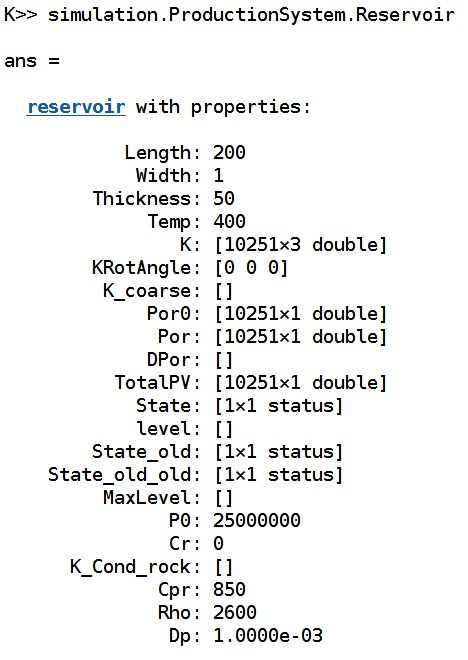 K>> simulation.ProductionSystem.Reservoir
ans =
reservoir with properties:
Length: 200
Width: 1
Thickness: 50
Temp: 400
K: [10251×3 double]
KRotAngle: [0 0 0]
K_coarse: []
Por0: [10251×1 double]
Por: [10251×1 double]
DPor: []
TotalPV: [10251×1 double]
State: [1×1 status]
level: []
State_old: [1×1 status]
State_old_old: [1×1 status]
MaxLevel: []
P0: 25000000
Cr: 0
K_Cond_rock: []
Cpr: 850
Rho: 2600
Dp: 1.0000e-03